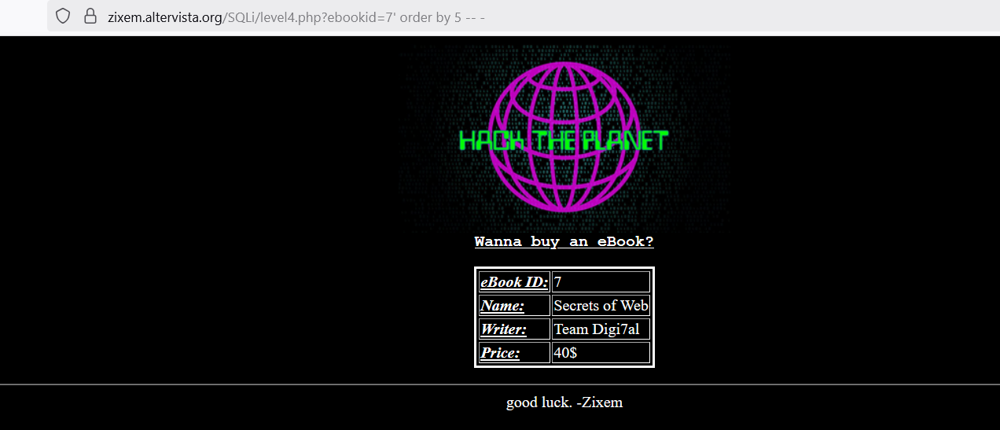 zixem.altervista.org/SQLi/level4.php?ebookid=7' order by 5 -- -
HACK THE PLANET
Wanna buy an eBook?
eBook ID: 7
Name: Secrets of Web
Writer: Team Digi7al
Price: 40$
good luck. -Zixem